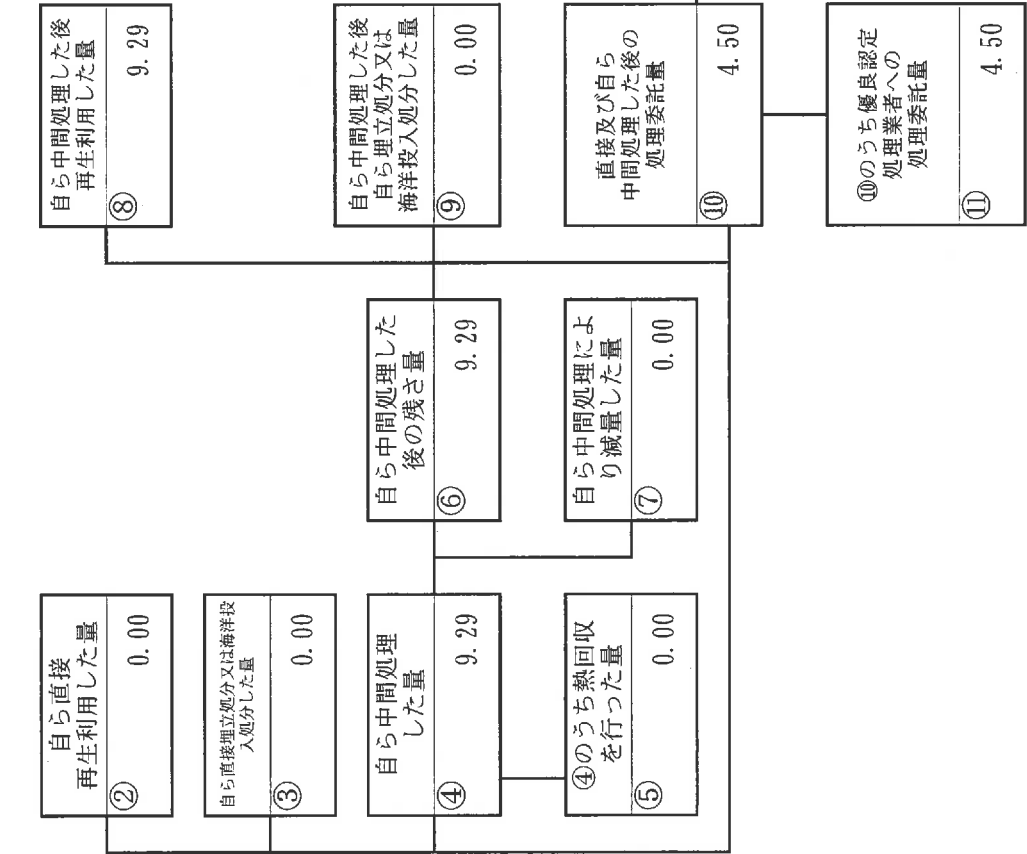 自ら直接
再生利用した量
② 0.00
自ら直接埋立処分又は海洋投
入処分した量
③ 0.00
自ら中間処理
した量
④ 9.29
④のうち熱回収
を行った量
⑤ 0.00
自ら中間処理した
後の残さ量
⑥ 9.29
自ら中間処理によ
り減量した量
⑦ 0.00
自ら中間処理した後
再生利用した量
⑧ 9.29
自ら中間処理した後
自ら埋立処分又は
海洋投入処分した量
⑨ 0.00
直接及び自ら
中間処理した後の
処理委託量
⑩ 4.50
⑩のうち優良認定
処理業者への
処理委託量
⑪ 4.50